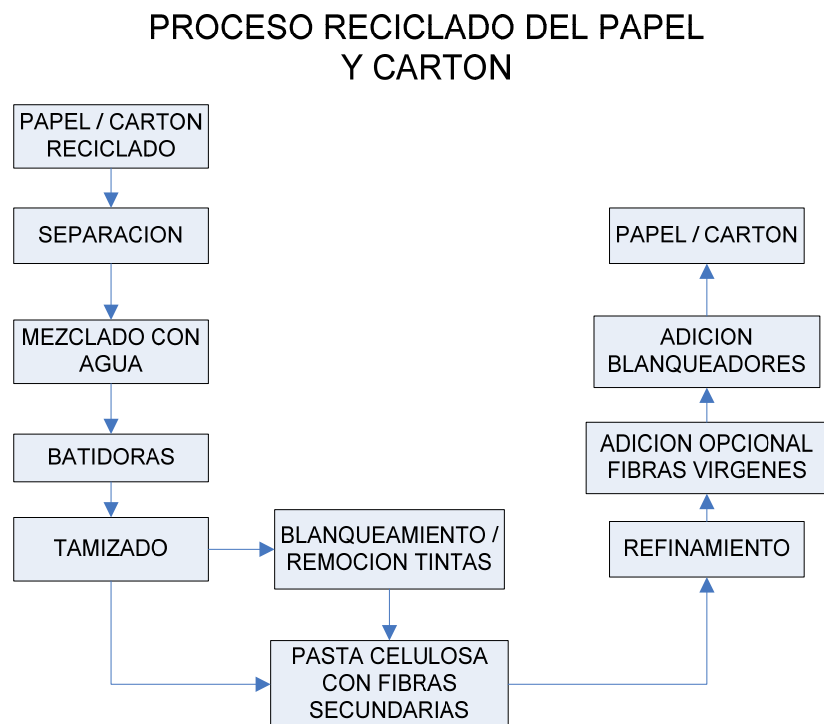 PROCESO RECICLADO DEL PAPEL
Y CARTON
PAPEL / CARTON
RECICLADO
SEPARACION
MEZCLADO CON
AGUA
BATIDORAS
TAMIZADO
BLANQUEAMIENTO /
REMOCION TINTAS
PASTA CELULOSA
CON FIBRAS
SECUNDARIAS
REFINAMIENTO
ADICION OPCIONAL
FIBRAS VIRGENES
ADICION
BLANQUEADORES
PAPEL / CARTON